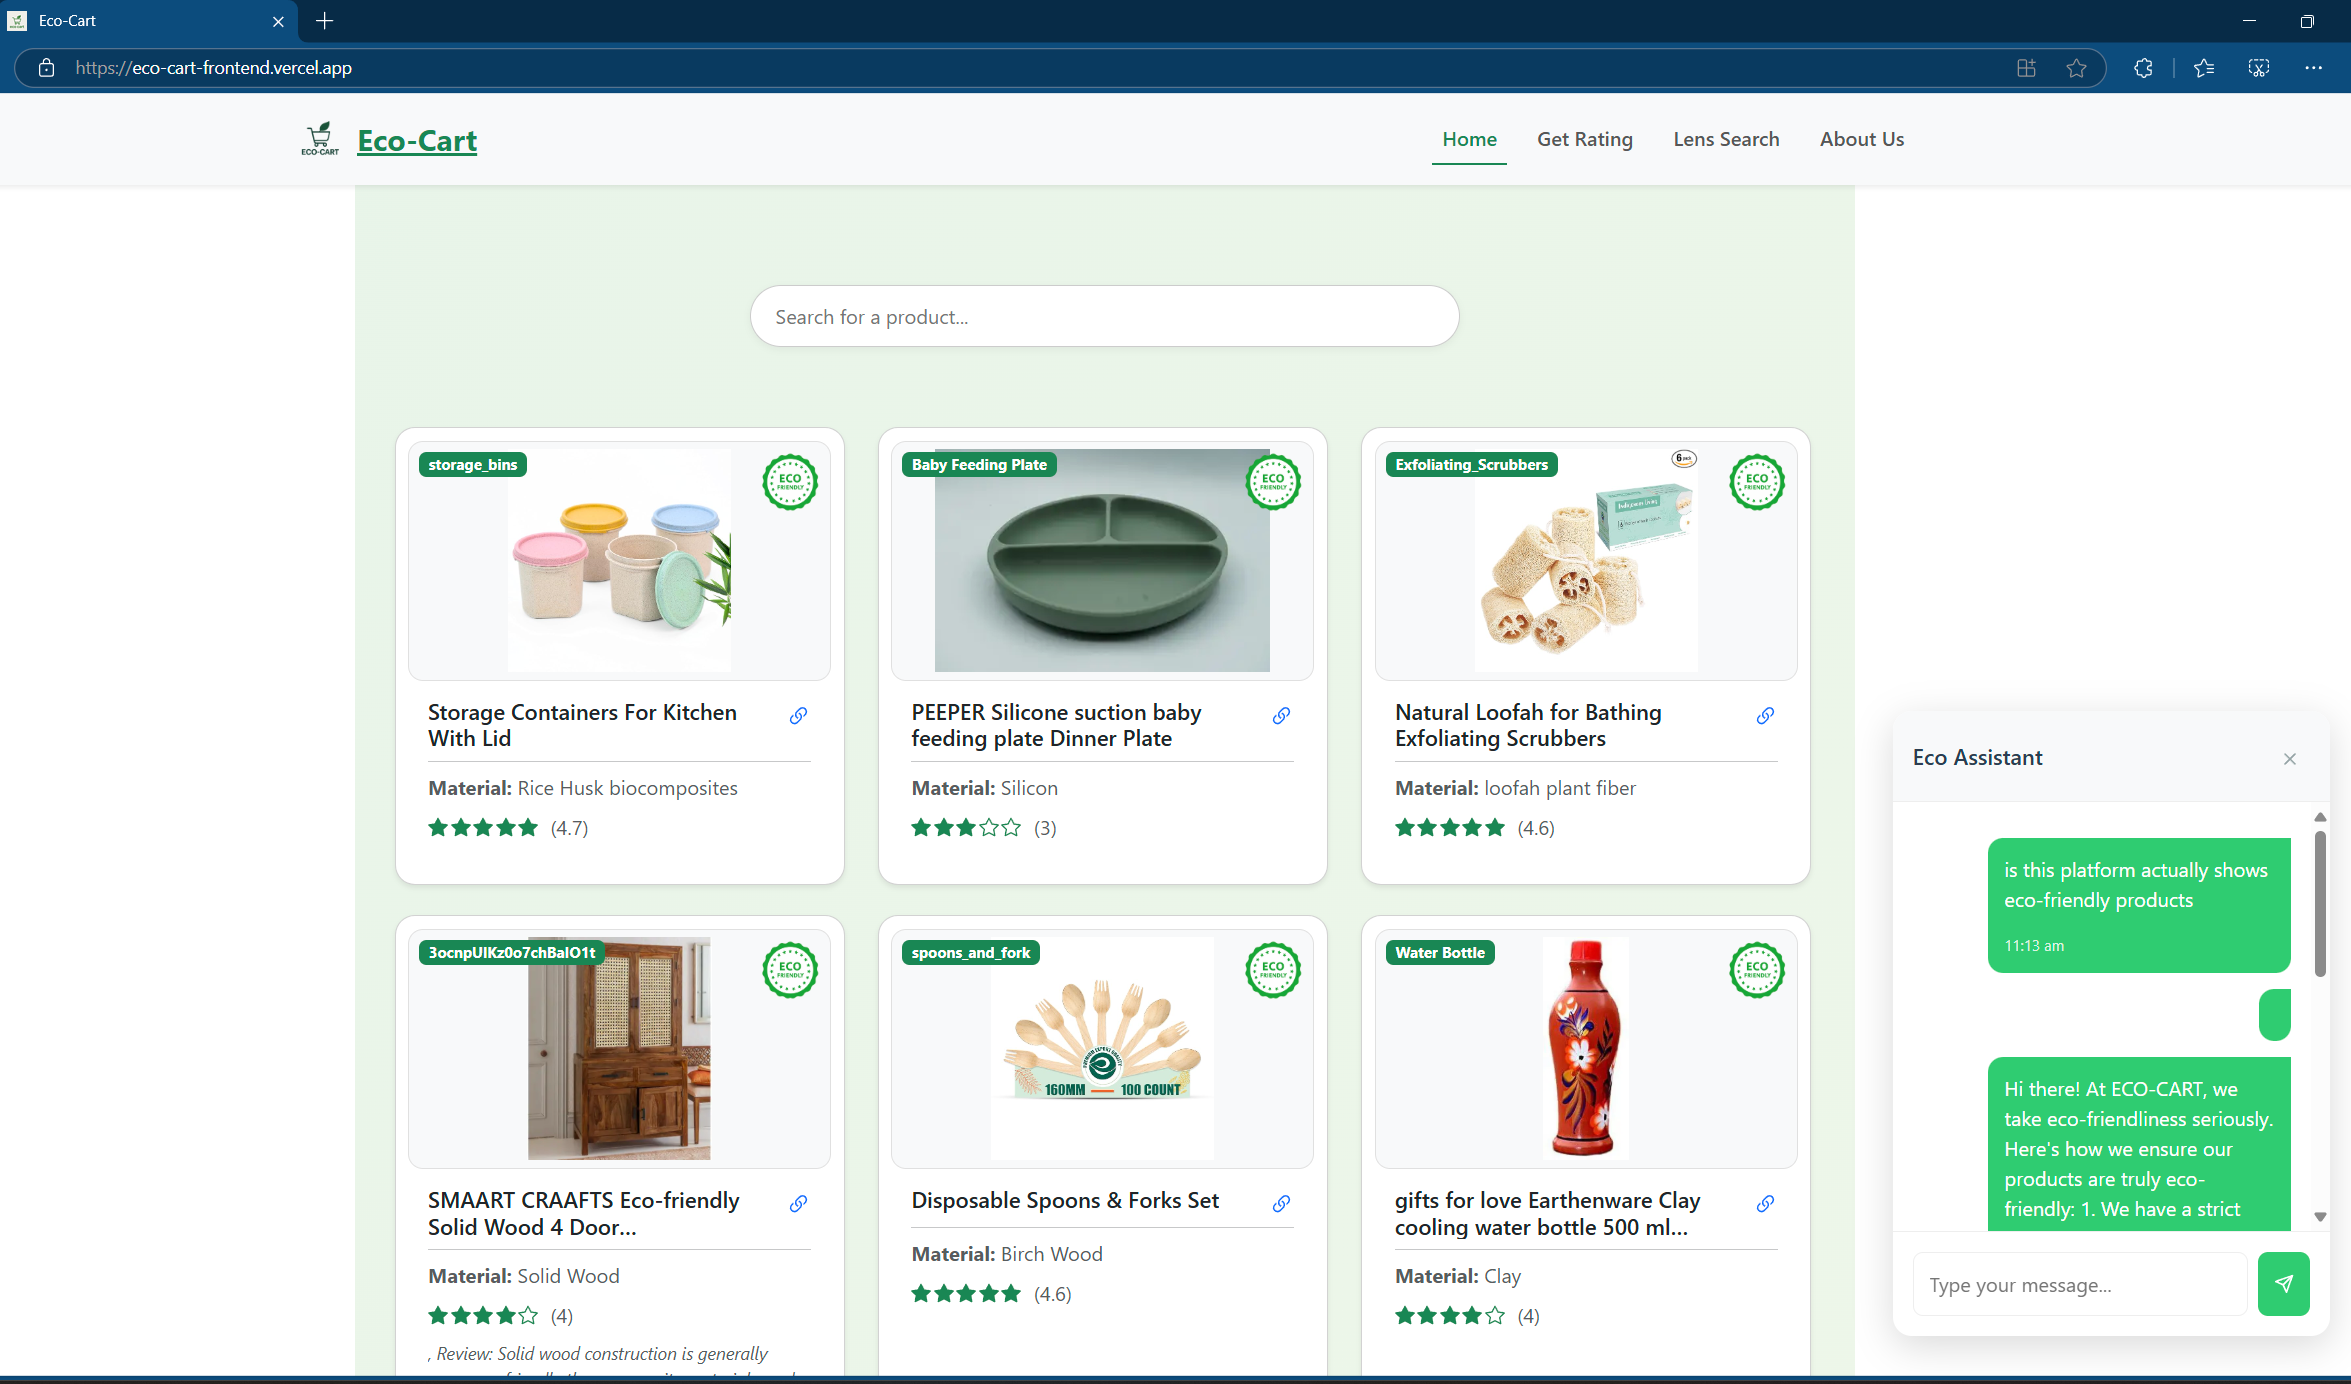 Eco-Cart
https://eco-cart-frontend.vercel.app
ECO-CART
Eco-Cart
Home
Get Rating
Lens Search
About Us
Search for a product...
storage_bins
ECO
FRIENDLY
Storage Containers For Kitchen
With Lid
Material: Rice Husk biocomposites
(4.7)
Baby Feeding Plate
ECO
FRIENDLY
PEEPER Silicone suction baby
feeding plate Dinner Plate
Material: Silicon
(3)
Exfoliating_Scrubbers
6 pack
ECO
FRIENDLY
Natural Loofah for Bathing
Exfoliating Scrubbers
Material: loofah plant fiber
(4.6)
ECO
FRIENDLY
SMAART CRAAFTS Eco-friendly
Solid Wood 4 Door...
Material: Solid Wood
(4)
, Review: Solid wood construction is generally
spoons_and_fork
ECO
FRIENDLY
160MM — 100 COUNT
Disposable Spoons & Forks Set
Material: Birch Wood
(4.6)
Water Bottle
ECO
FRIENDLY
gifts for love Earthenware Clay
cooling water bottle 500 ml...
Material: Clay
(4)
Eco Assistant
is this platform actually shows
eco-friendly products
11:13 am
Hi there! At ECO-CART, we
take eco-friendliness seriously.
Here's how we ensure our
products are truly eco-
friendly: 1. We have a strict
Type your message...